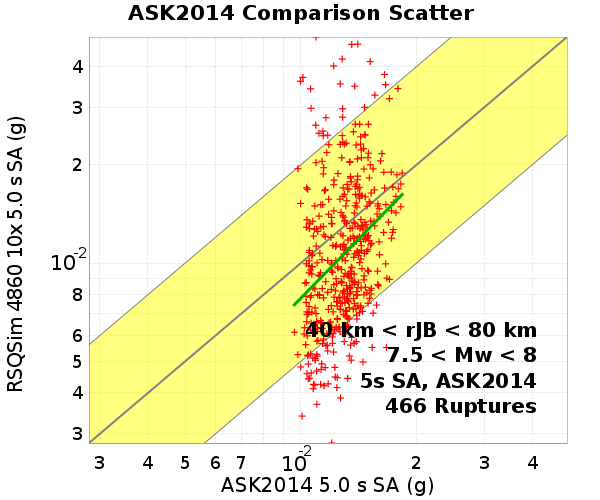 ASK2014 Comparison Scatter
RSQSim 4860 10x 5.0 s SA (g)
4
3
2
10-2
8
6
5
4
3
40 km < rJB < 80 km
7.5 < Mw < 8
5s SA, ASK2014
466 Ruptures
3 4 5 6 7 10-2 2 3 4
ASK2014 5.0 s SA (g)